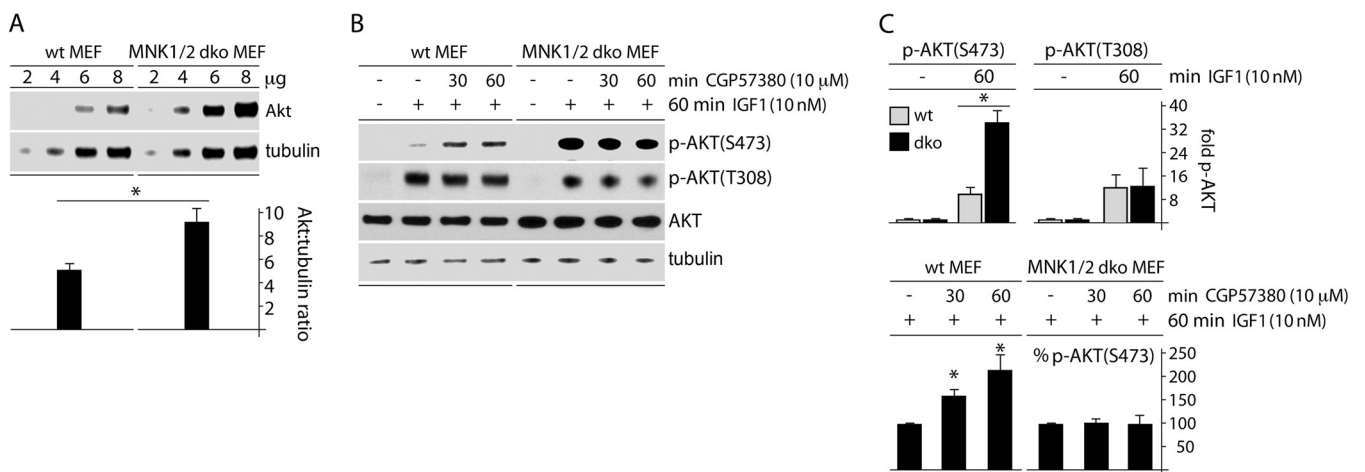 A
wt MEF MNK1/2 dko MEF
2 4 6 8 2 4 6 8 μg
Akt
tubulin
*
10
8
6
4
2
Akt:tubulin ratio
B
wt MEF MNK1/2 dko MEF
- - 30 60 - - 30 60 min CGP57380 (10 μM)
- + + + - + + + 60 min IGF1 (10 nM)
p-AKT(S473)
p-AKT(T308)
AKT
tubulin
C
p-AKT(S473) p-AKT(T308)
- 60 - 60 min IGF1 (10 nM)
*
wt
dko
40
32
24
16
8
fold p-AKT
wt MEF MNK1/2 dko MEF
- 30 60 - 30 60 min CGP57380 (10 μM)
+ + + + + + 60 min IGF1 (10 nM)
% p-AKT(S473)
* *
250
200
150
100
50